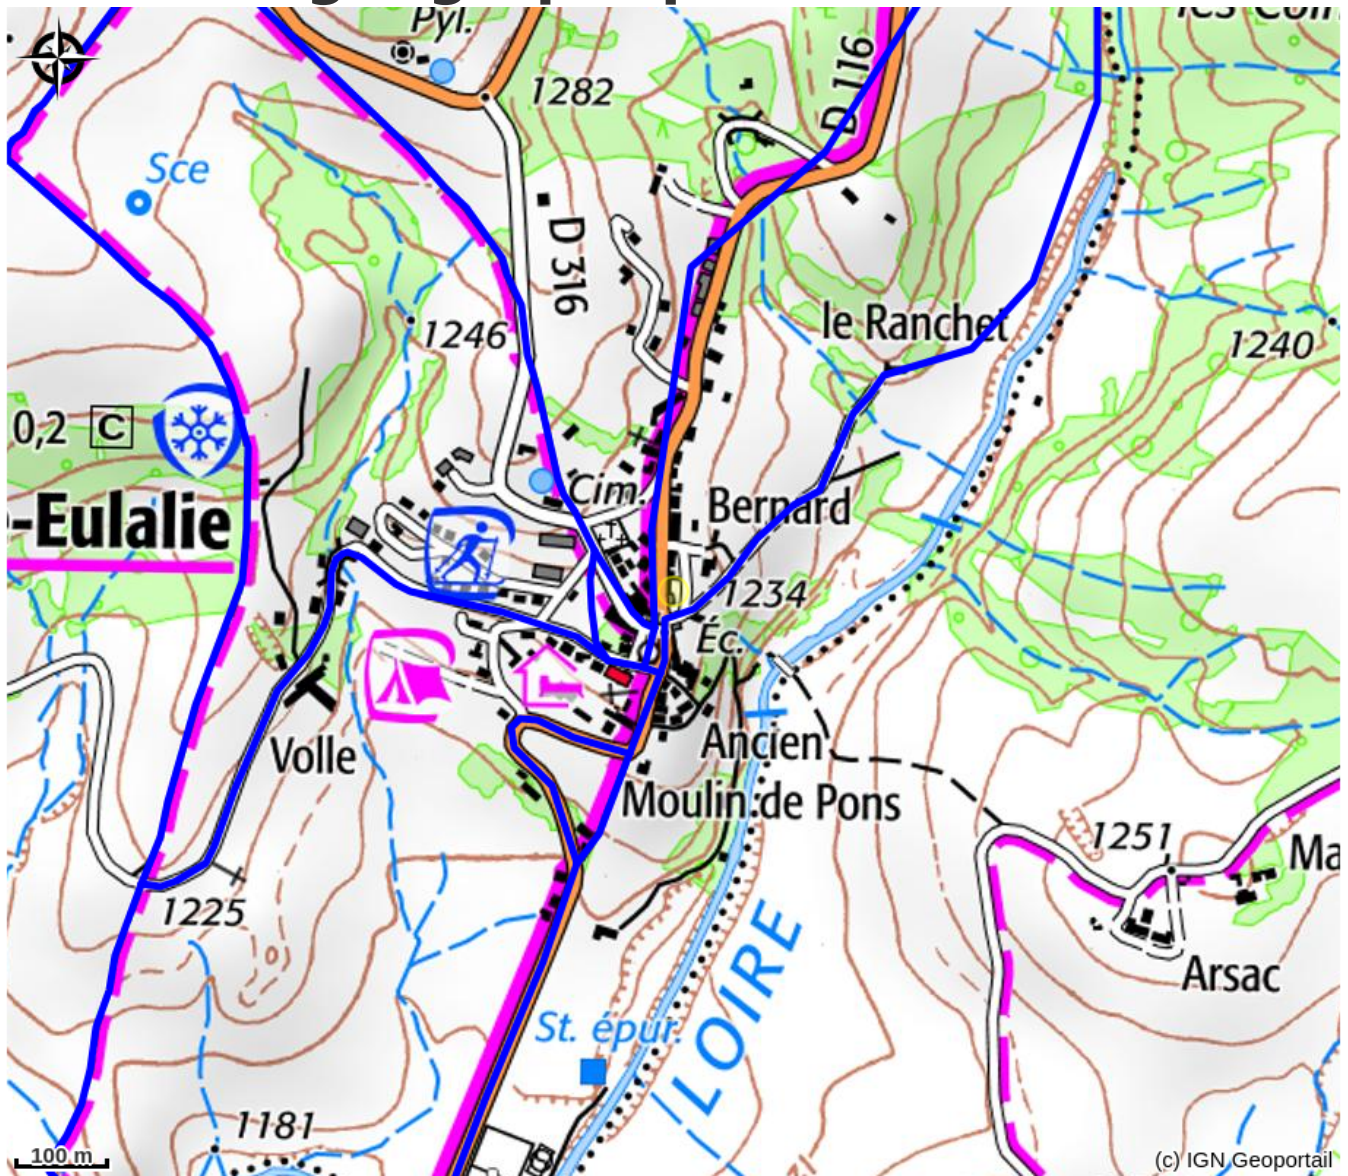 Pyl.
1282
D 116
Sce
D 316
1246
le Ranchet
1240
0,2 C
-Eulalie
Cim.
Bernard
1234
Éc.
Volle
Ancien
Moulin de Pons
1251
Ma
1225
Arsac
LOIRE
St. épur.
1181
100 m
(c) IGN Geoportail